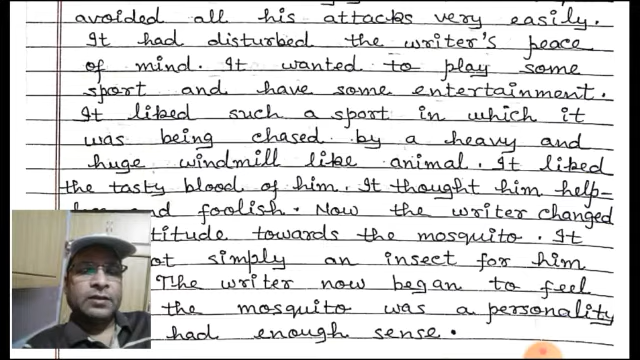 avoided all his attacks very easily.
It had disturbed the writer's peace
of mind. It wanted to play some
sport and have some entertainment.
It liked such a sport in which it
was being chased by a heavy and
huge windmill like animal. It liked
the tasty blood of him. It thought him help-
and foolish. Now the writer changed
titude towards the mosquito. It
ot simply an insect for him
The writer now began to feel
the mosquito was a personality
had enough sense.